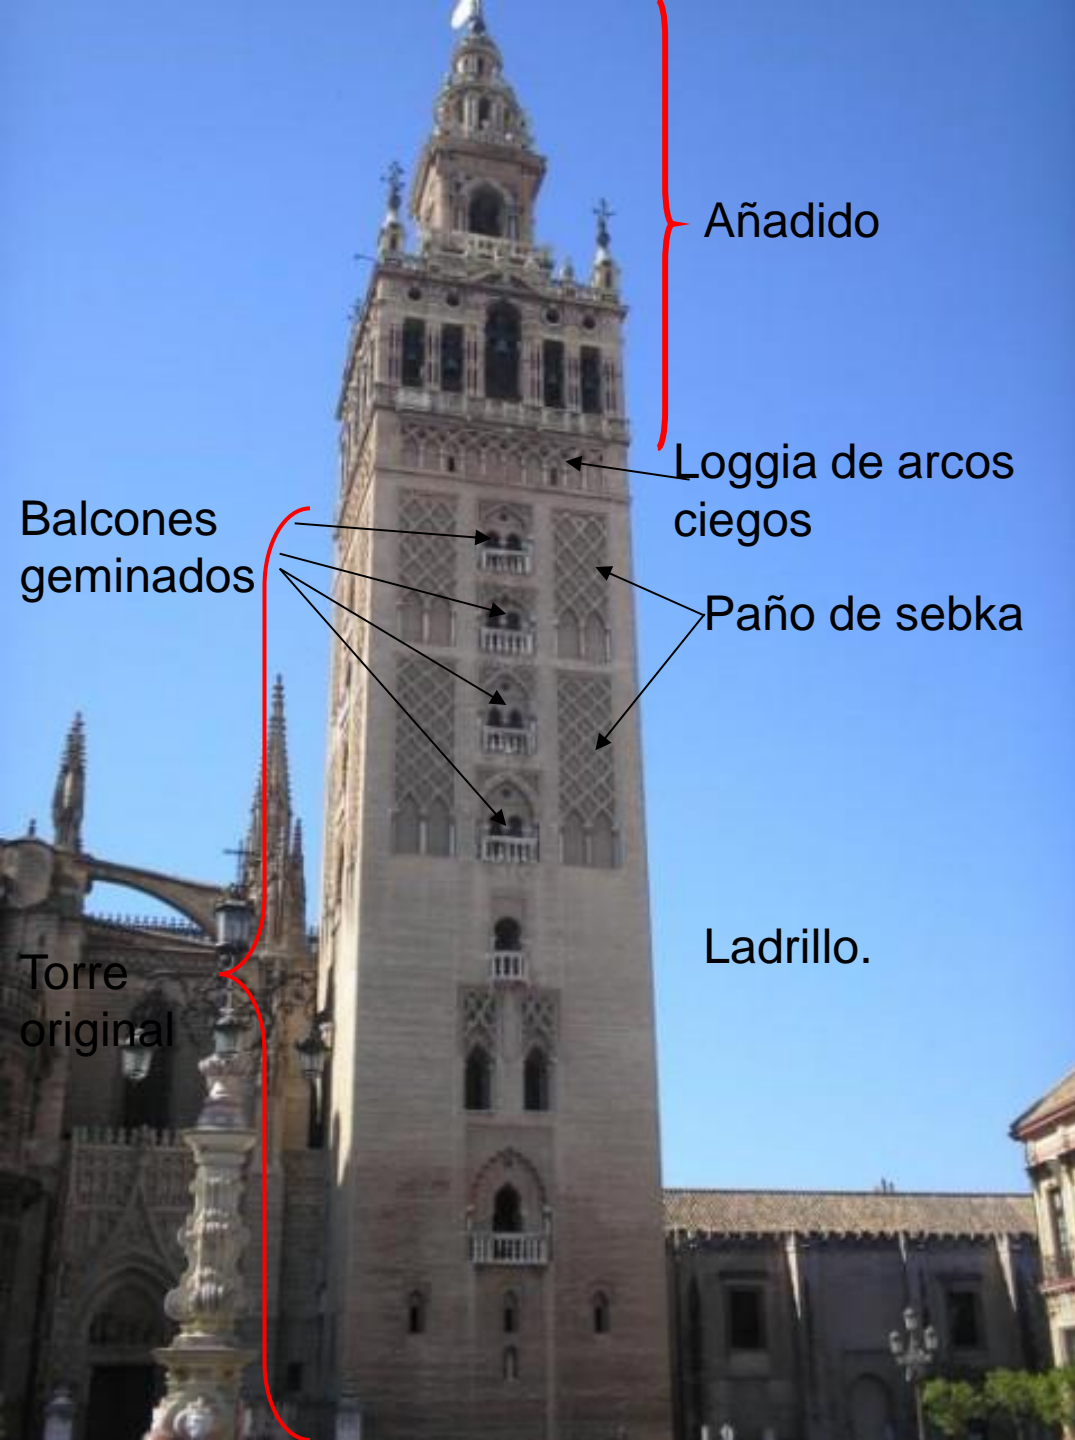 Añadido
Loggia de arcos
ciegos
Balcones
geminados
Paño de sebka
Ladrillo.
Torre
original